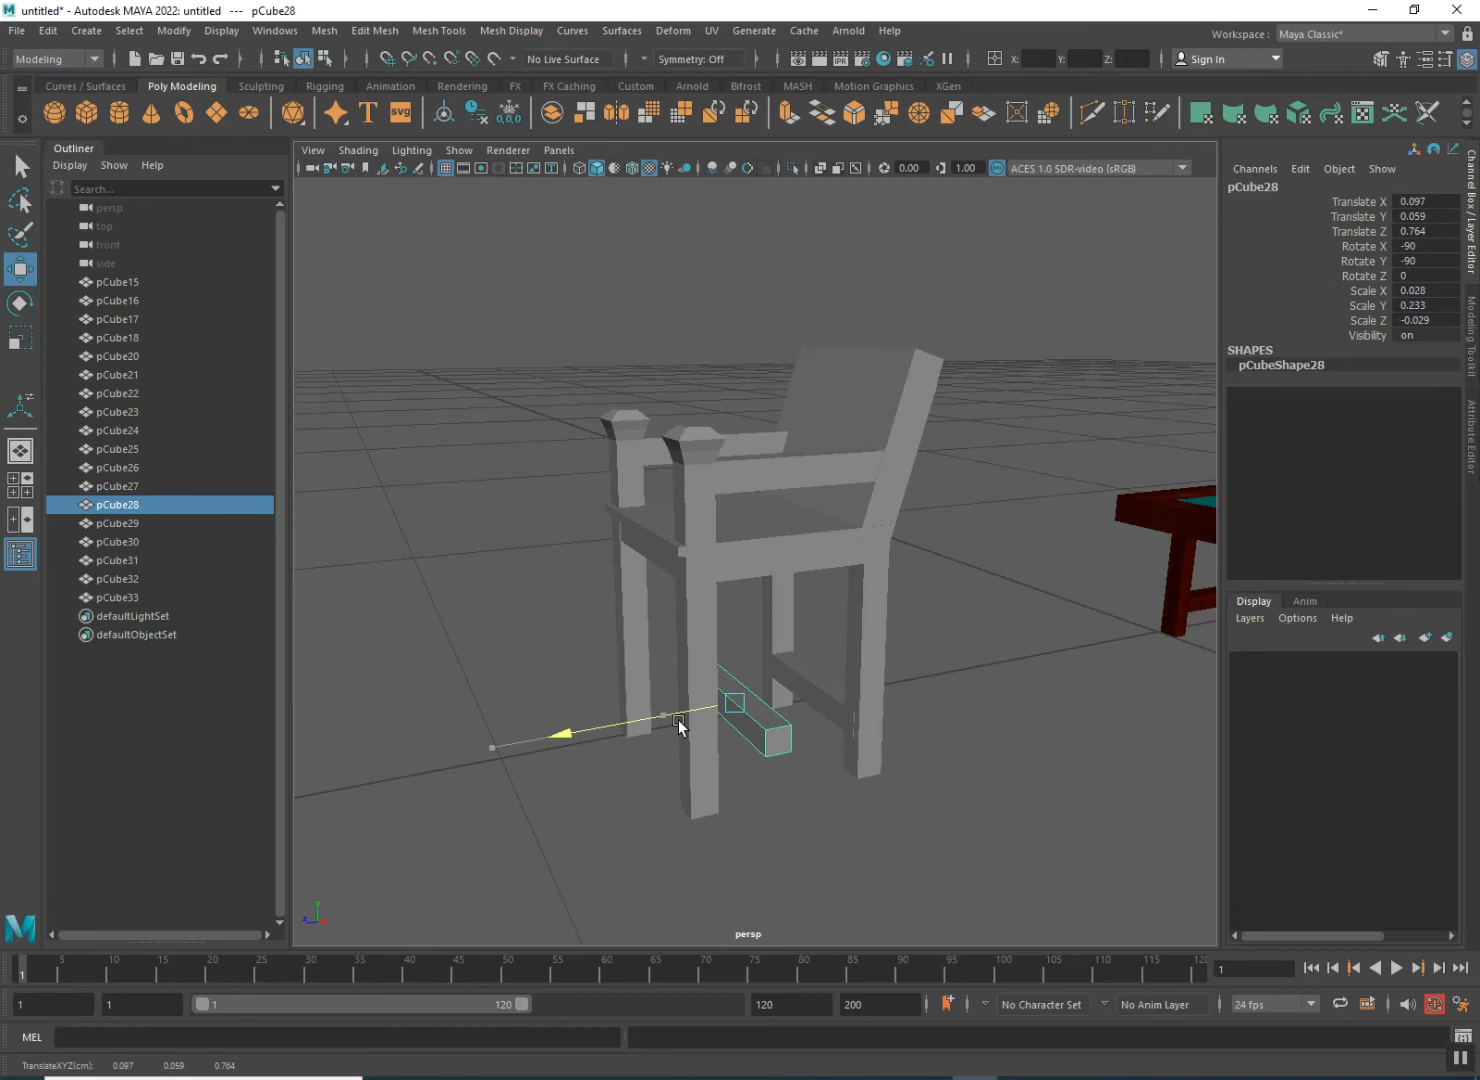 untitled* - Autodesk MAYA 2022: untitled --- pCube28
File Edit Create Select Modify Display Windows Mesh Edit Mesh Mesh Tools Mesh Display Curves Surfaces Deform UV Generate Cache Arnold Help
Workspace : Maya Classic*
Modeling No Live Surface Symmetry: Off IPR X: Y: Z: Sign In
Curves / Surfaces Poly Modeling Sculpting Rigging Animation Rendering FX FX Caching Custom Arnold Bifrost MASH Motion Graphics XGen
T SVG 0,0,0
Outliner
Display Show Help
Search...
persp
top
front
side
pCube15
pCube16
pCube17
pCube18
pCube20
pCube21
pCube22
pCube23
pCube24
pCube25
pCube26
pCube27
pCube28
pCube29
pCube30
pCube31
pCube32
pCube33
defaultLightSet
defaultObjectSet
View Shading Lighting Show Renderer Panels
0.00 1.00 ACES 1.0 SDR-video (sRGB)
persp
Channels Edit Object Show
pCube28
Translate X 0.097
Translate Y 0.059
Translate Z 0.764
Rotate X -90
Rotate Y -90
Rotate Z 0
Scale X 0.028
Scale Y 0.233
Scale Z -0.029
Visibility on
SHAPES
pCubeShape28
Display Anim
Layers Options Help
Channel Box / Layer Editor
Modeling Toolkit
Attribute Editor
1 5 10 15 20 25 30 35 40 45 50 55 60 65 70 75 80 85 90 95 100 105 110 115 120
1
1 1 1 120 120 200 No Character Set No Anim Layer 24 fps
MEL
TranslateXYZ(cm): 0.097 0.059 0.764